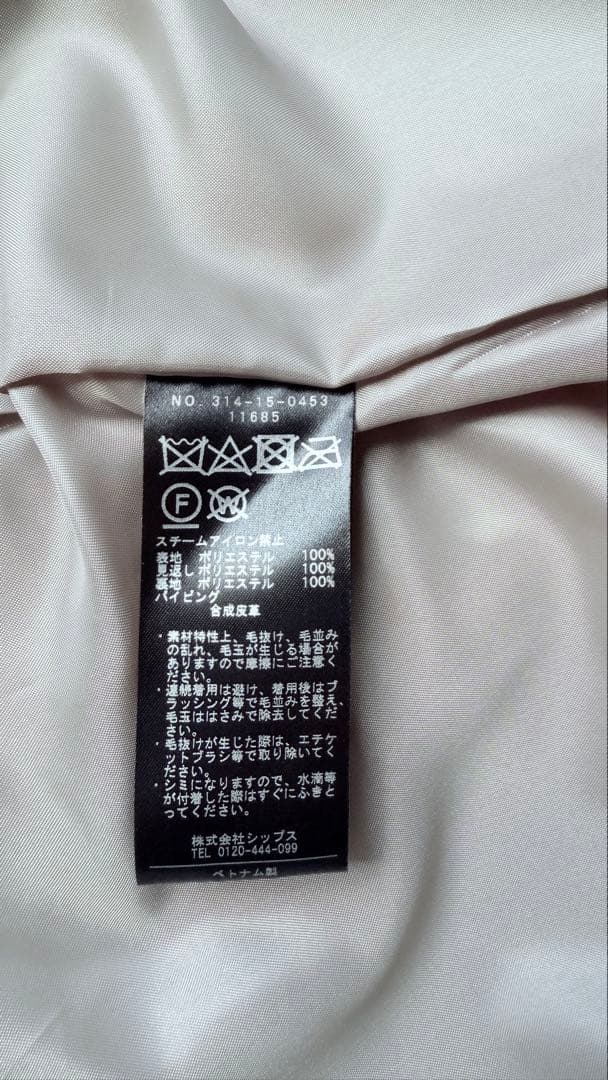 NO. 314-15-0453
11685
F W
スチームアイロン禁止
表地 ポリエステル 100%
見返し ポリエステル 100%
裏地 ポリエステル 100%
パイピング
合成皮革
・素材特性上、毛抜け、毛並み
の乱れ、毛玉が生じる場合が
ありますので摩擦にご注意く
ださい。
・連続着用は避け、着用後はブ
ラッシング等で毛並みを整え、
毛玉ははさみで除去してくだ
さい。
・毛抜けが生じた際は、エチケ
ットブラシ等で取り除いてく
ださい。
・シミになりますので、水滴等
が付着した際はすぐにふきと
ってください。
株式会社シップス
TEL 0120-444-099
ベトナム製